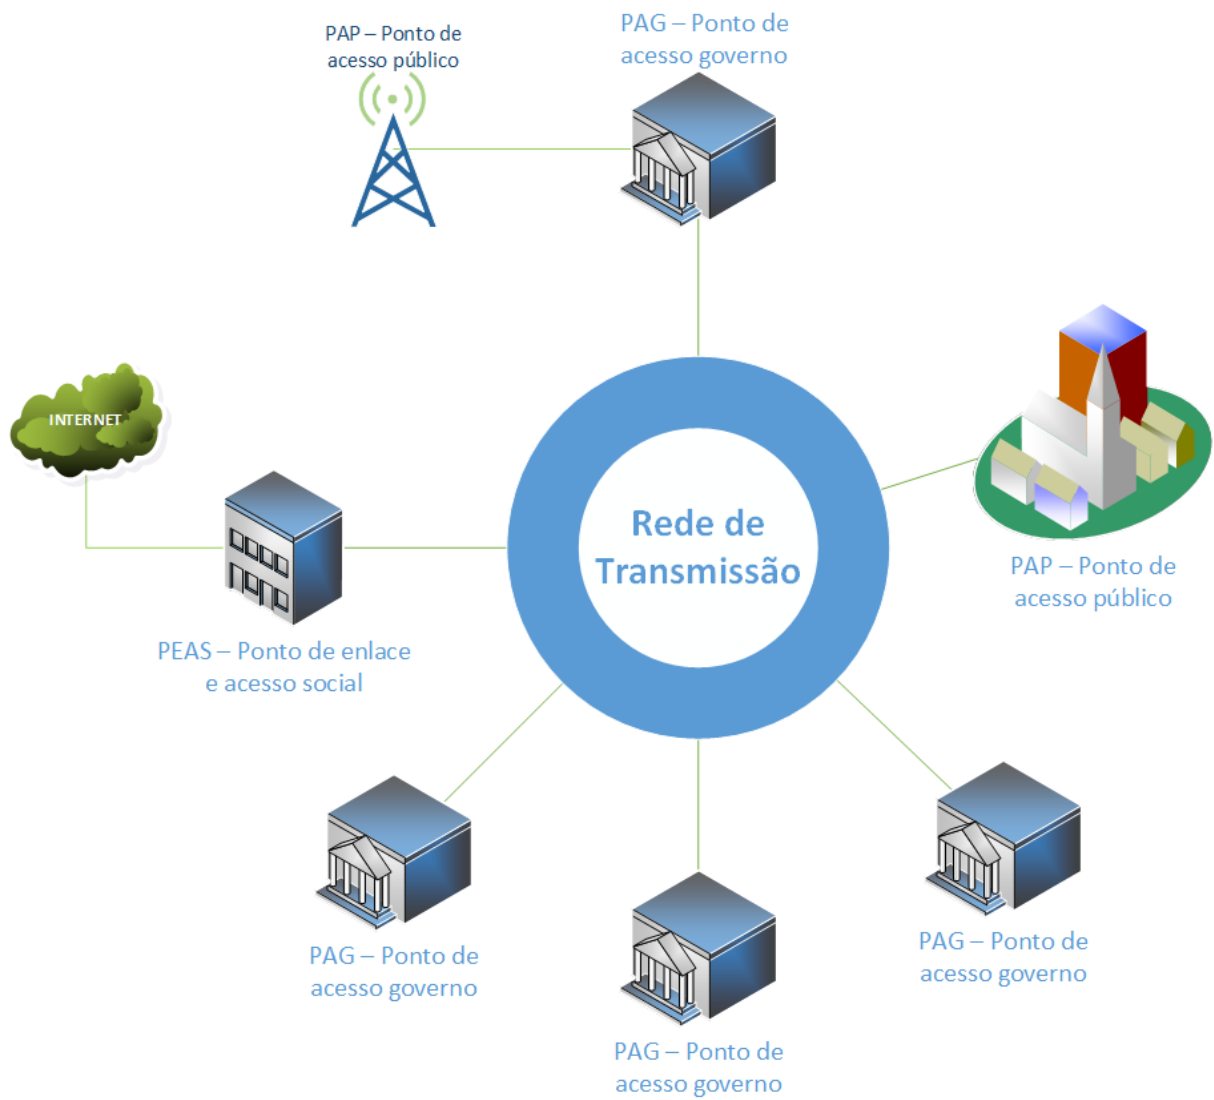 PAP – Ponto de
acesso público
PAG – Ponto de
acesso governo
INTERNET
Rede de
Transmissão
PAP – Ponto de
acesso público
PEAS – Ponto de enlace
e acesso social
PAG – Ponto de
acesso governo
PAG – Ponto de
acesso governo
PAG – Ponto de
acesso governo